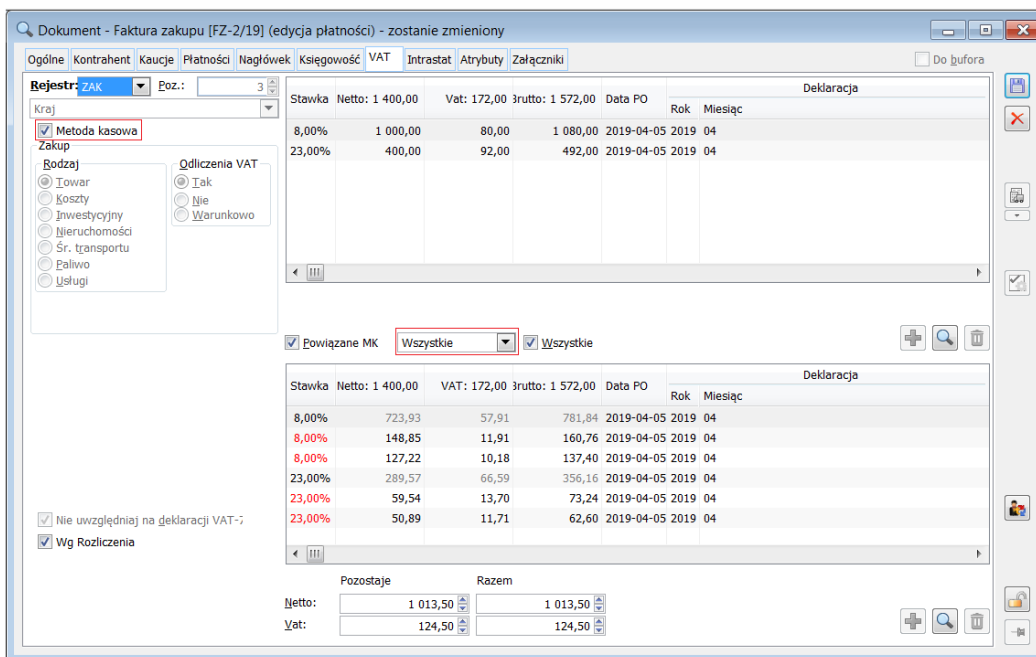 Dokument - Faktura zakupu [FZ-2/19] (edycja płatności) - zostanie zmieniony
Ogólne Kontrahent Kaucje Płatności Nagłówek Księgowość VAT Intrastat Atrybuty Załączniki Do bufora
Rejestr: ZAK Poz.: 3
Kraj
Metoda kasowa
Zakup
Rodzaj
Towar
Koszty
Inwestycyjny
Nieruchomości
Śr. transportu
Paliwo
Usługi
Odliczenia VAT
Tak
Nie
Warunkowo
Nie uwzględniaj na deklaracji VAT-7
Wg Rozliczenia
Stawka Netto: 1 400,00 Vat: 172,00 Brutto: 1 572,00 Data PO Deklaracja
Rok Miesiąc
8,00% 1 000,00 80,00 1 080,00 2019-04-05 2019 04
23,00% 400,00 92,00 492,00 2019-04-05 2019 04
Powiązane MK Wszystkie Wszystkie
Stawka Netto: 1 400,00 VAT: 172,00 Brutto: 1 572,00 Data PO Deklaracja
Rok Miesiąc
8,00% 723,93 57,91 781,84 2019-04-05 2019 04
8,00% 148,85 11,91 160,76 2019-04-05 2019 04
8,00% 127,22 10,18 137,40 2019-04-05 2019 04
23,00% 289,57 66,59 356,16 2019-04-05 2019 04
23,00% 59,54 13,70 73,24 2019-04-05 2019 04
23,00% 50,89 11,71 62,60 2019-04-05 2019 04
Pozostaje Razem
Netto: 1 013,50 1 013,50
Vat: 124,50 124,50